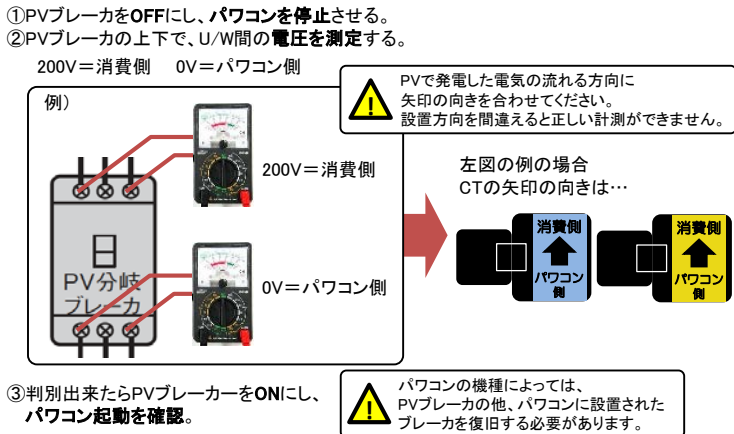 ①PVブレーカをOFFにし、パワコンを停止させる。
②PVブレーカの上下で、U/W間の電圧を測定する。
200V＝消費側　0V＝パワコン側
例）
PVで発電した電気の流れる方向に
矢印の向きを合わせてください。
設置方向を間違えると正しい計測ができません。
200V＝消費側
0V＝パワコン側
PV分岐
ブレーカ
左図の例の場合
CTの矢印の向きは…
消費側
パワコン
側
消費側
パワコン
側
③判別出来たらPVブレーカーをONにし、
パワコン起動を確認。
パワコンの機種によっては、
PVブレーカの他、パワコンに設置された
ブレーカを復旧する必要があります。